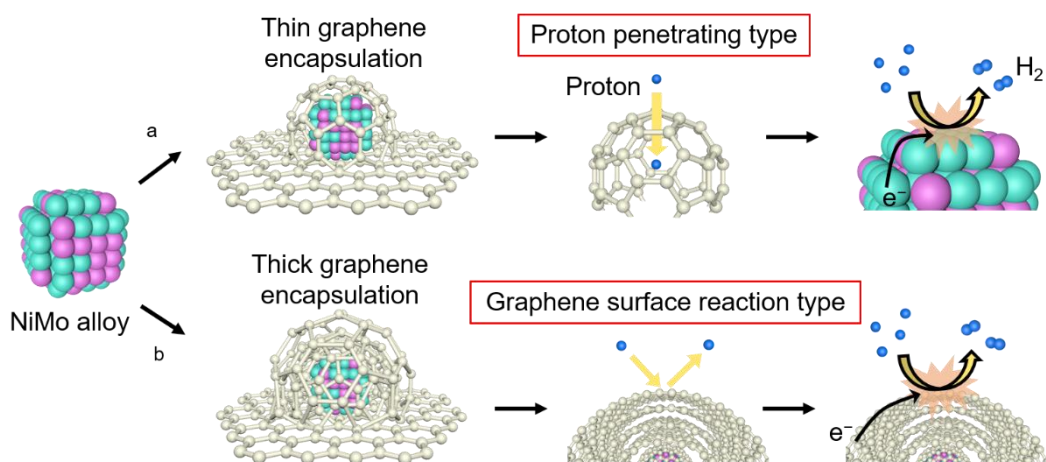 Thin graphene
encapsulation
Proton penetrating type
Proton
H₂
a
e⁻
NiMo alloy
b
Thick graphene
encapsulation
Graphene surface reaction type
e⁻